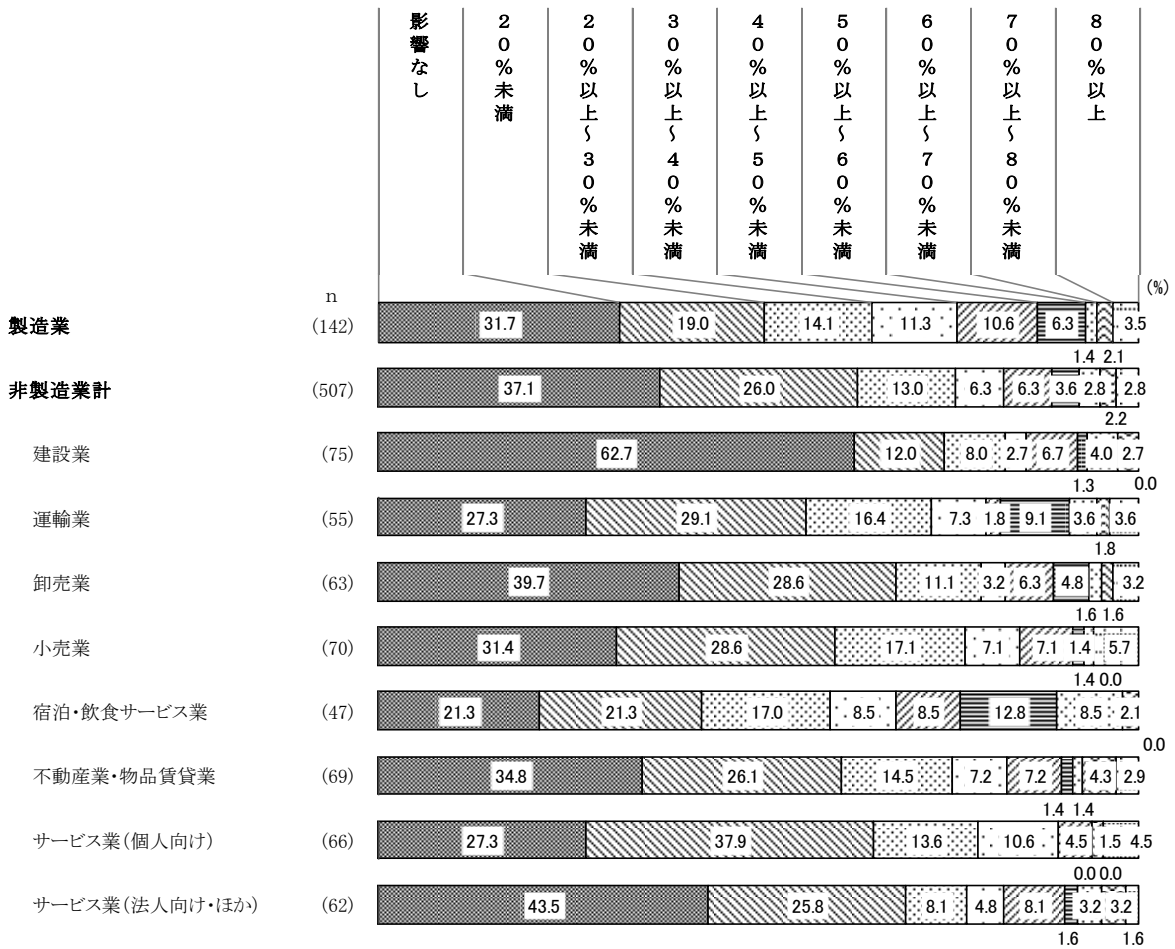 影響なし
20%未満
20%以上~30%未満
30%以上~40%未満
40%以上~50%未満
50%以上~60%未満
60%以上~70%未満
70%以上~80%未満
80%以上
n
(%)
製造業 (142) 31.7 19.0 14.1 11.3 10.6 6.3 3.5
1.4 2.1
非製造業計 (507) 37.1 26.0 13.0 6.3 6.3 3.6 2.8 2.8
2.2
建設業 (75) 62.7 12.0 8.0 2.7 6.7 4.0 2.7
1.3 0.0
運輸業 (55) 27.3 29.1 16.4 7.3 1.8 9.1 3.6 3.6
1.8
卸売業 (63) 39.7 28.6 11.1 3.2 6.3 4.8 3.2
1.6 1.6
小売業 (70) 31.4 28.6 17.1 7.1 7.1 1.4 5.7
1.4 0.0
宿泊・飲食サービス業 (47) 21.3 21.3 17.0 8.5 8.5 12.8 8.5 2.1
0.0
不動産業・物品賃貸業 (69) 34.8 26.1 14.5 7.2 7.2 4.3 2.9
1.4 1.4
サービス業(個人向け) (66) 27.3 37.9 13.6 10.6 4.5 1.5 4.5
0.0 0.0
サービス業(法人向け・ほか) (62) 43.5 25.8 8.1 4.8 8.1 3.2 3.2
1.6 1.6